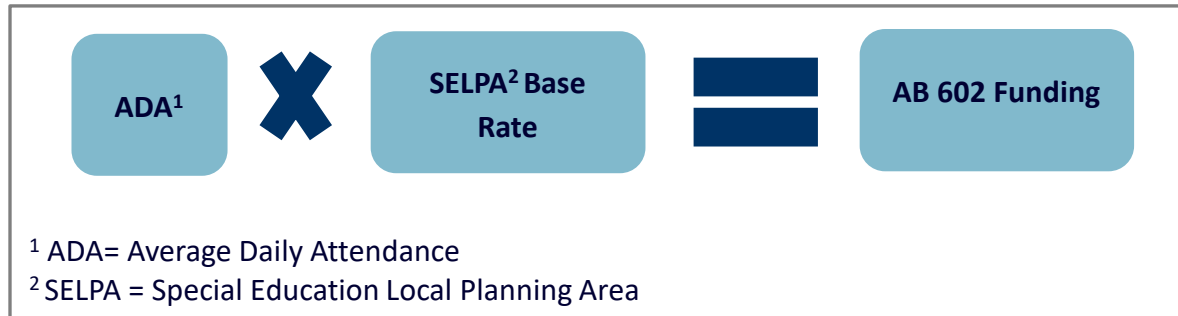 ADA¹
SELPA² Base
Rate
AB 602 Funding
¹ ADA= Average Daily Attendance
² SELPA = Special Education Local Planning Area